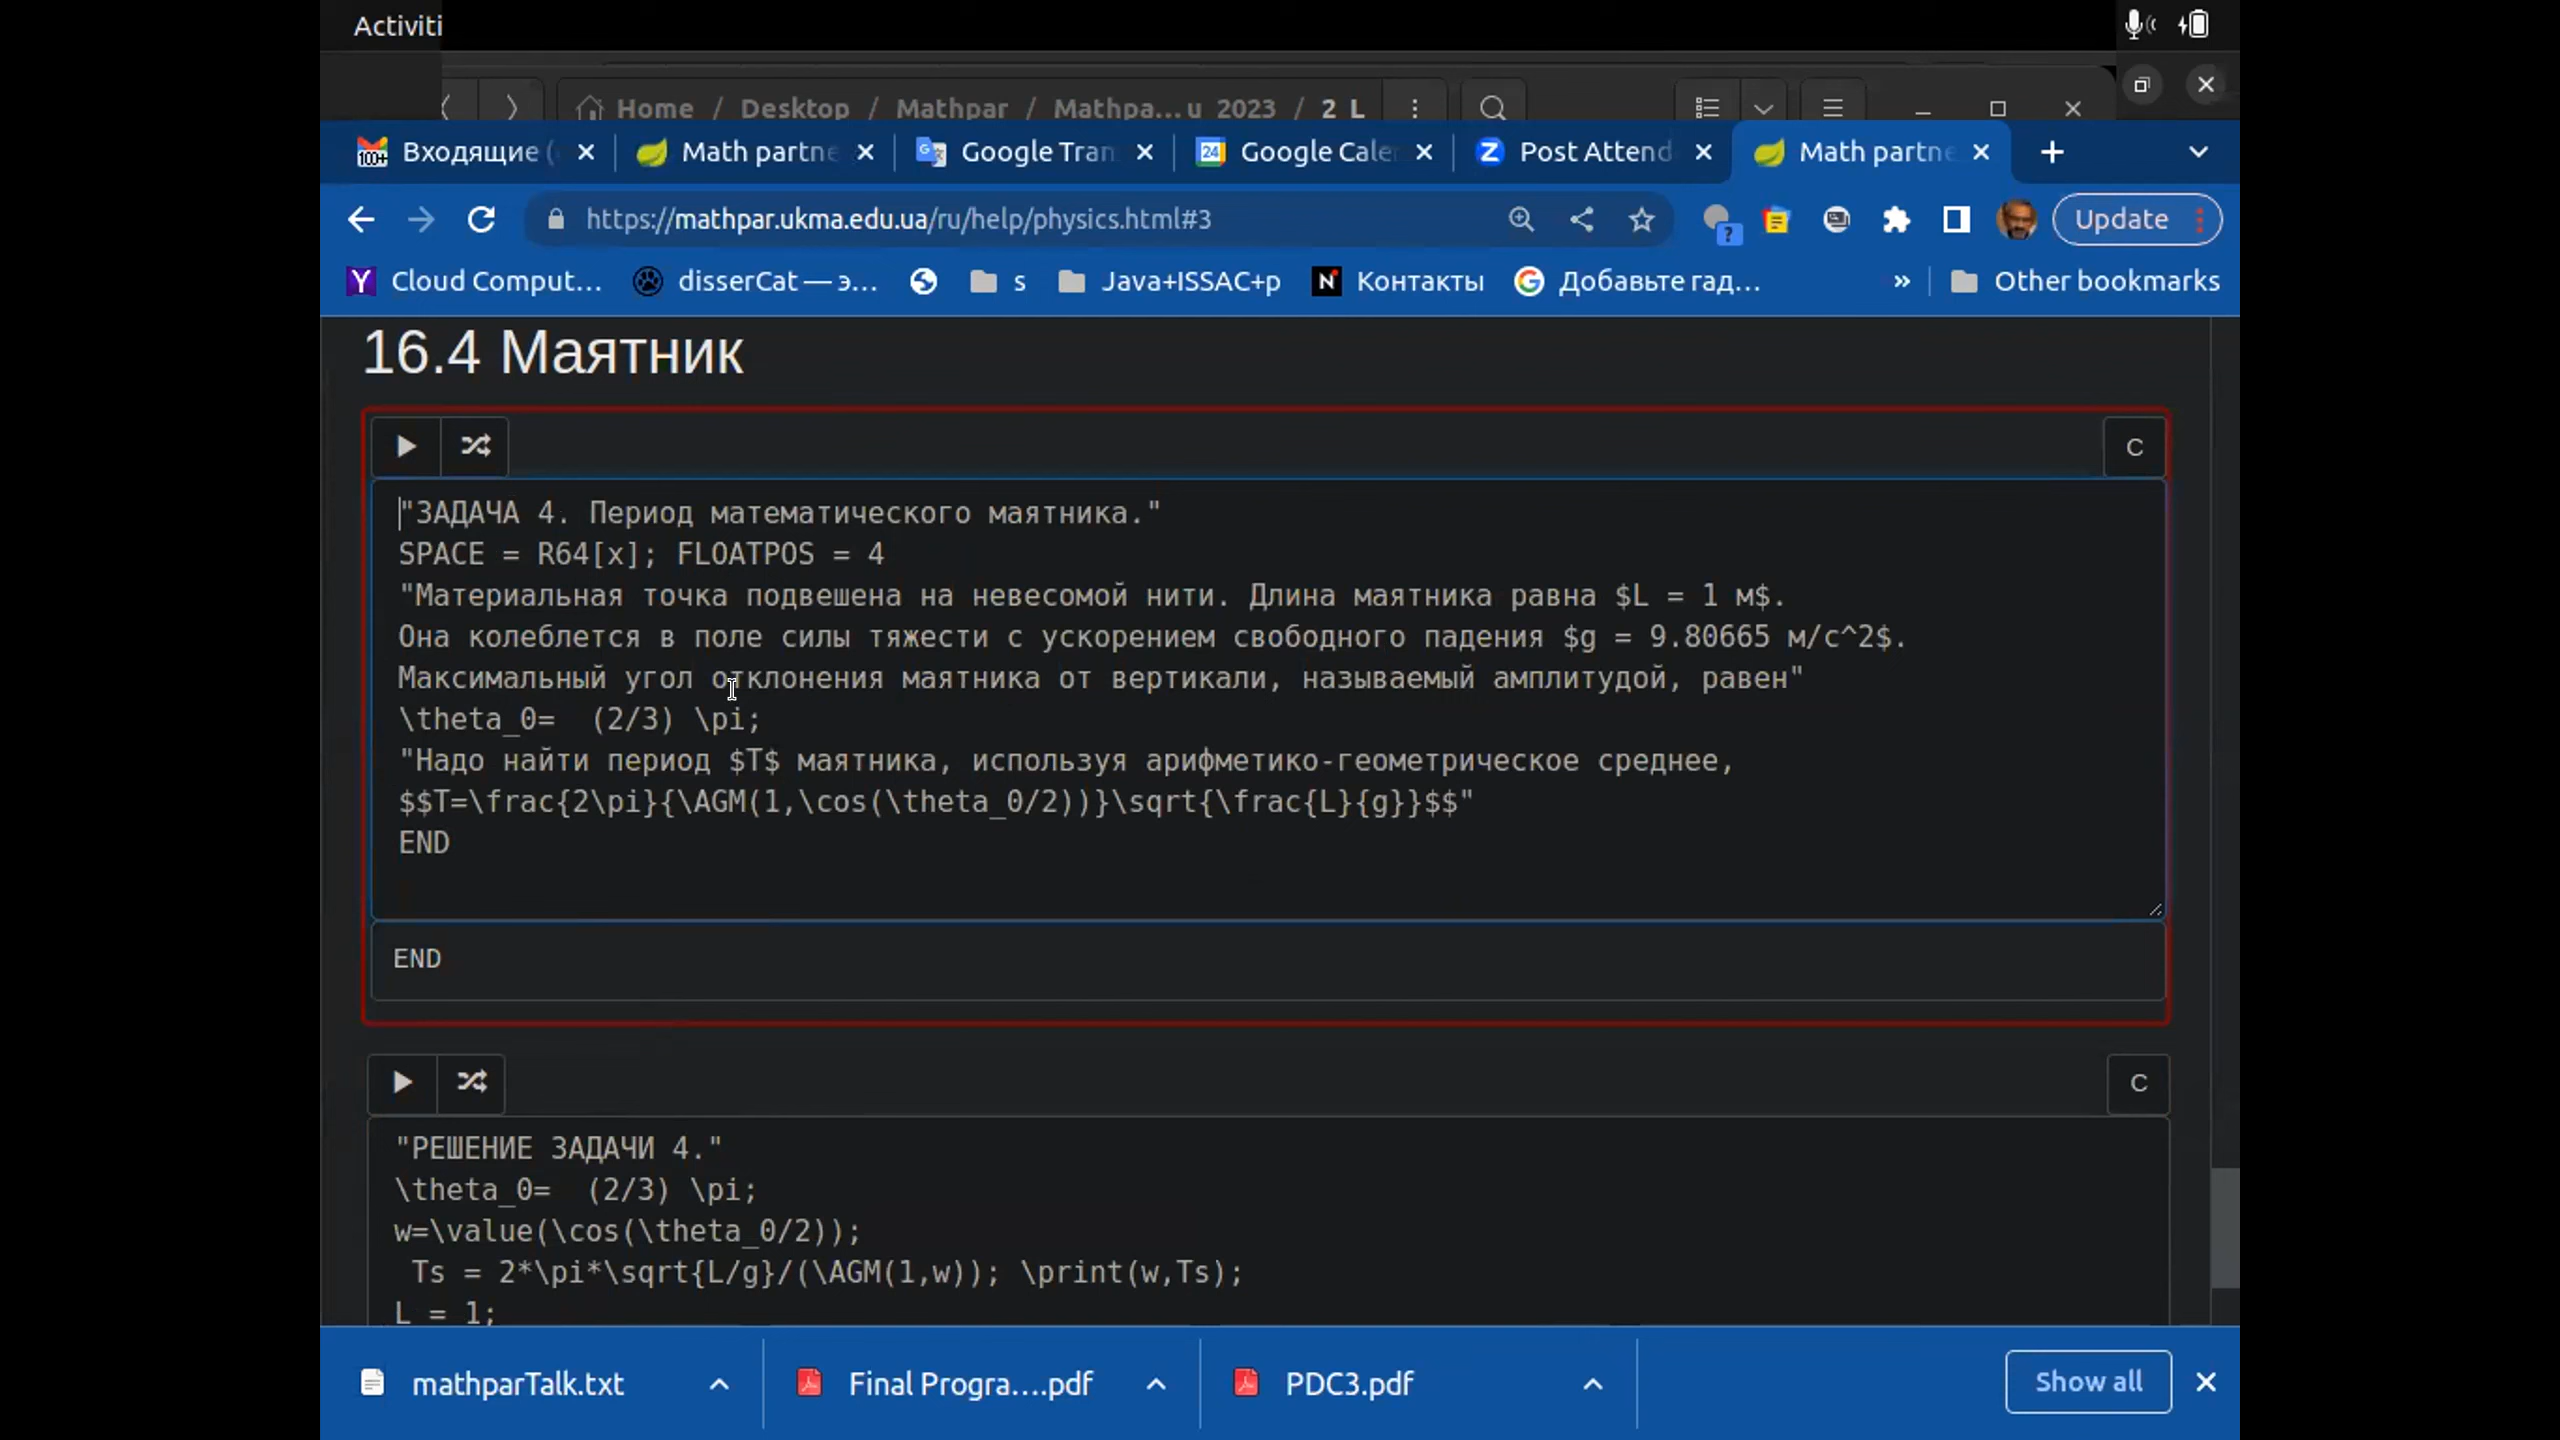 Activiti
Home / Desktop / Mathpar / Mathpa...u 2023 / 2 L
Входящие ( Math partne Google Tran Google Cale Post Attend Math partne
https://mathpar.ukma.edu.ua/ru/help/physics.html#3 Update
Cloud Comput... disserCat — э... s Java+ISSAC+p Контакты Добавьте гад... » Other bookmarks
16.4 Маятник
C
"ЗАДАЧА 4. Период математического маятника."
SPACE = R64[x]; FLOATPOS = 4
"Материальная точка подвешена на невесомой нити. Длина маятника равна $L = 1 м$.
Она колеблется в поле силы тяжести с ускорением свободного падения $g = 9.80665 м/с^2$.
Максимальный угол отклонения маятника от вертикали, называемый амплитудой, равен"
\theta_0=  (2/3) \pi;
"Надо найти период $T$ маятника, используя арифметико-геометрическое среднее,
$$T=\frac{2\pi}{\AGM(1,\cos(\theta_0/2))}\sqrt{\frac{L}{g}}$$"
END
END
C
"РЕШЕНИЕ ЗАДАЧИ 4."
\theta_0=  (2/3) \pi;
w=\value(\cos(\theta_0/2));
Ts = 2*\pi*\sqrt{L/g}/(\AGM(1,w)); \print(w,Ts);
L = 1;
mathparTalk.txt Final Progra....pdf PDC3.pdf Show all